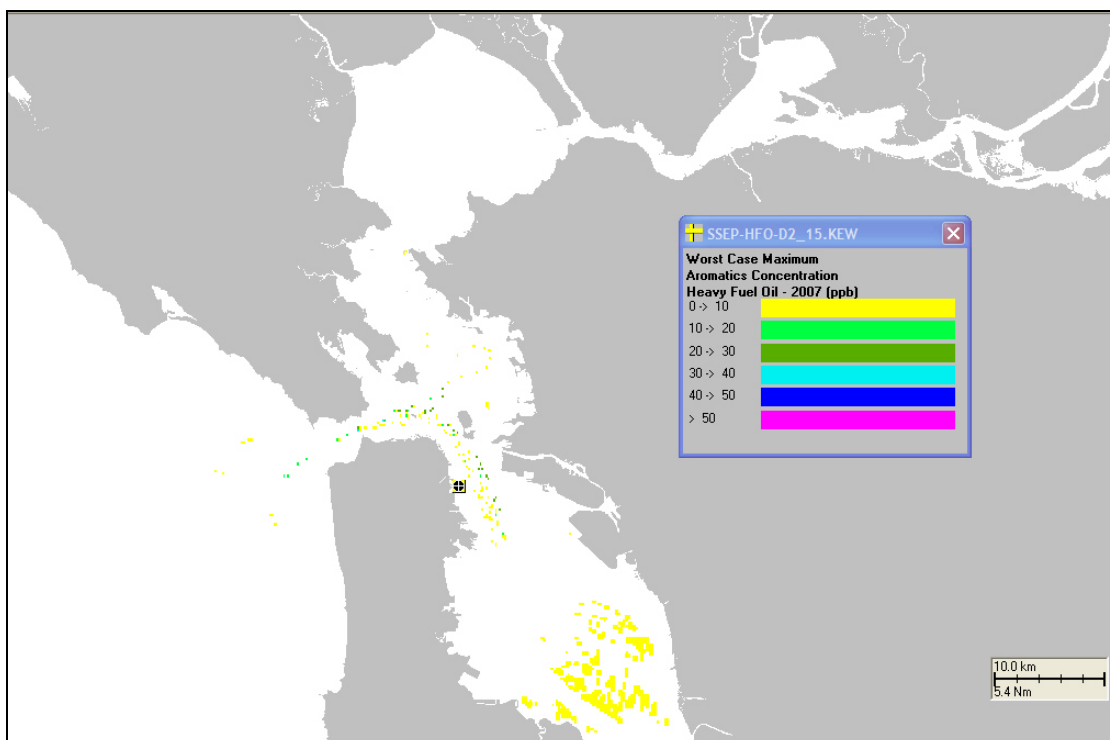 SSEP-HFO-D2_15.KEW
Worst Case Maximum
Aromatics Concentration
Heavy Fuel Oil - 2007 (ppb)
0 -> 10
10 -> 20
20 -> 30
30 -> 40
40 -> 50
> 50
10.0 km
5.4 Nm